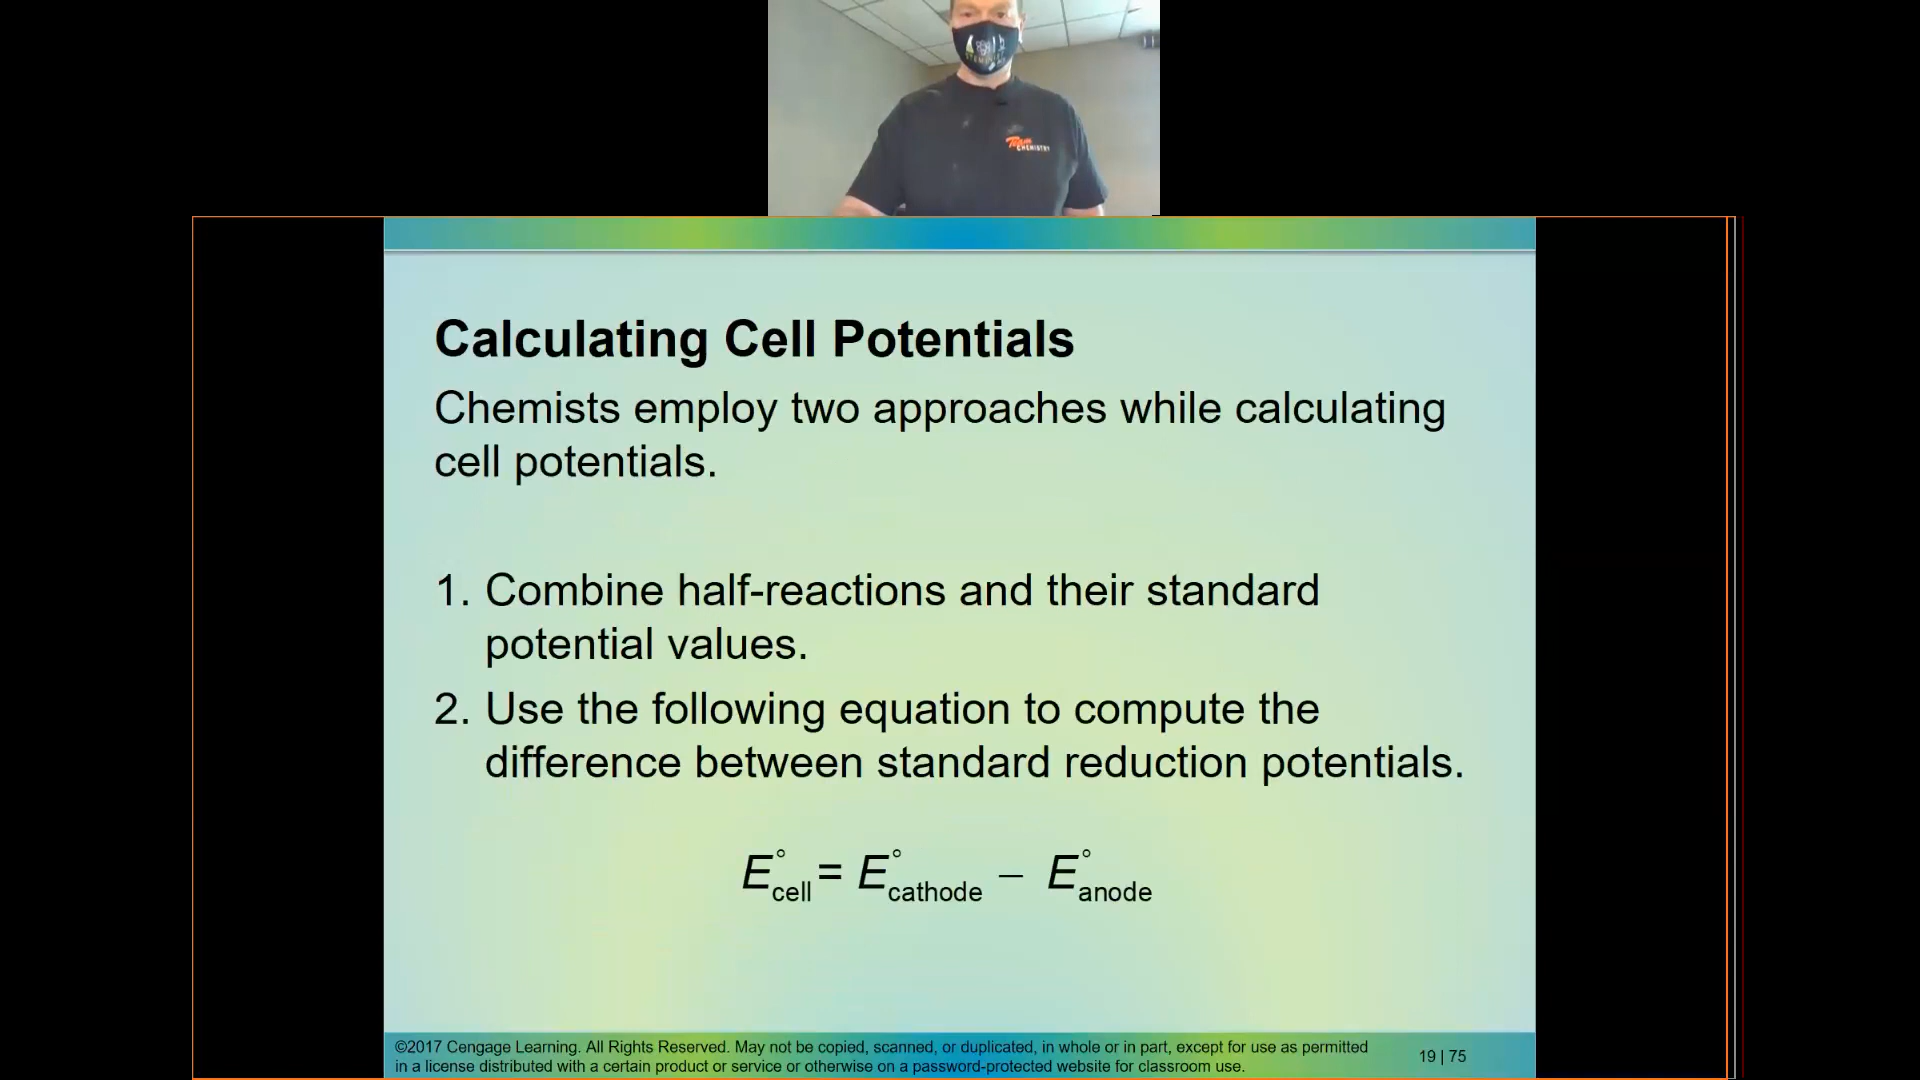 Team
CHEMISTRY
Calculating Cell Potentials
Chemists employ two approaches while calculating
cell potentials.
1. Combine half-reactions and their standard
potential values.
2. Use the following equation to compute the
difference between standard reduction potentials.
E°cell = E°cathode − E°anode
©2017 Cengage Learning. All Rights Reserved. May not be copied, scanned, or duplicated, in whole or in part, except for use as permitted
in a license distributed with a certain product or service or otherwise on a password-protected website for classroom use.
19 | 75